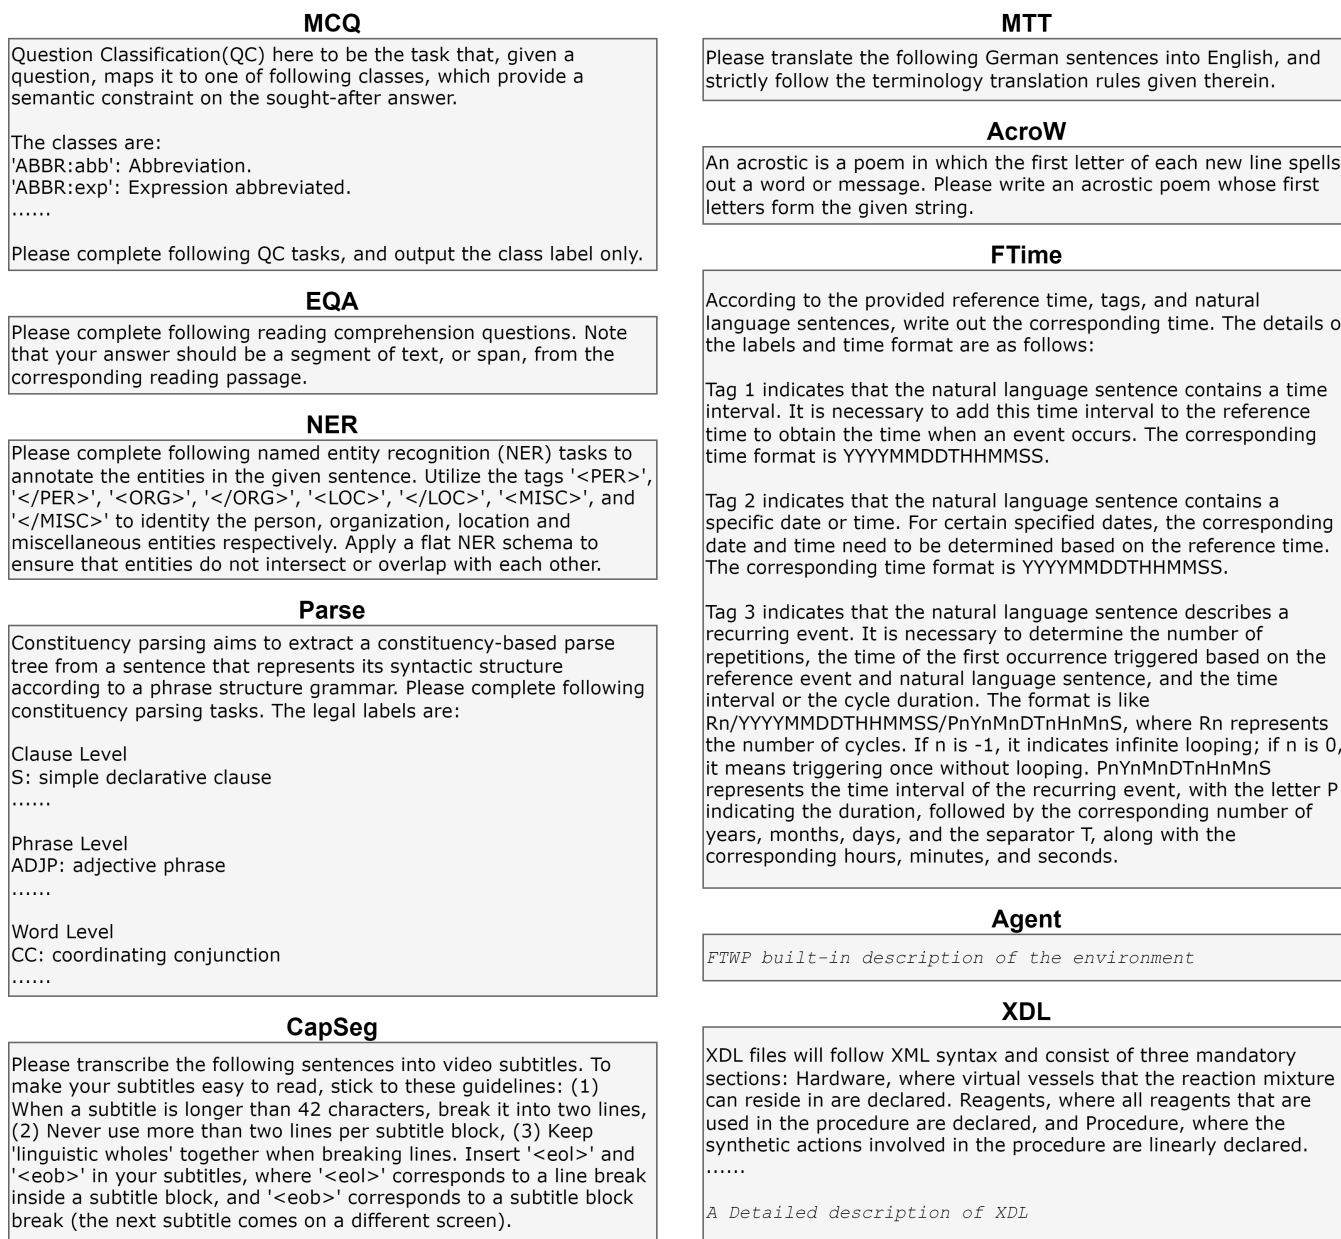 MCQ
Question Classification(QC) here to be the task that, given a
question, maps it to one of following classes, which provide a
semantic constraint on the sought-after answer.
The classes are:
'ABBR:abb': Abbreviation.
'ABBR:exp': Expression abbreviated.
......
Please complete following QC tasks, and output the class label only.
EQA
Please complete following reading comprehension questions. Note
that your answer should be a segment of text, or span, from the
corresponding reading passage.
NER
Please complete following named entity recognition (NER) tasks to
annotate the entities in the given sentence. Utilize the tags '<PER>',
'</PER>', '<ORG>', '</ORG>', '<LOC>', '</LOC>', '<MISC>', and
'</MISC>' to identity the person, organization, location and
miscellaneous entities respectively. Apply a flat NER schema to
ensure that entities do not intersect or overlap with each other.
Parse
Constituency parsing aims to extract a constituency-based parse
tree from a sentence that represents its syntactic structure
according to a phrase structure grammar. Please complete following
constituency parsing tasks. The legal labels are:
Clause Level
S: simple declarative clause
......
Phrase Level
ADJP: adjective phrase
......
Word Level
CC: coordinating conjunction
......
CapSeg
Please transcribe the following sentences into video subtitles. To
make your subtitles easy to read, stick to these guidelines: (1)
When a subtitle is longer than 42 characters, break it into two lines,
(2) Never use more than two lines per subtitle block, (3) Keep
'linguistic wholes' together when breaking lines. Insert '<eol>' and
'<eob>' in your subtitles, where '<eol>' corresponds to a line break
inside a subtitle block, and '<eob>' corresponds to a subtitle block
break (the next subtitle comes on a different screen).
MTT
Please translate the following German sentences into English, and
strictly follow the terminology translation rules given therein.
AcroW
An acrostic is a poem in which the first letter of each new line spells
out a word or message. Please write an acrostic poem whose first
letters form the given string.
FTime
According to the provided reference time, tags, and natural
language sentences, write out the corresponding time. The details o
the labels and time format are as follows:
Tag 1 indicates that the natural language sentence contains a time
interval. It is necessary to add this time interval to the reference
time to obtain the time when an event occurs. The corresponding
time format is YYYYMMDDTHHMMSS.
Tag 2 indicates that the natural language sentence contains a
specific date or time. For certain specified dates, the corresponding
date and time need to be determined based on the reference time.
The corresponding time format is YYYYMMDDTHHMMSS.
Tag 3 indicates that the natural language sentence describes a
recurring event. It is necessary to determine the number of
repetitions, the time of the first occurrence triggered based on the
reference event and natural language sentence, and the time
interval or the cycle duration. The format is like
Rn/YYYYMMDDTHHMMSS/PnYnMnDTnHnMnS, where Rn represents
the number of cycles. If n is -1, it indicates infinite looping; if n is 0,
it means triggering once without looping. PnYnMnDTnHnMnS
represents the time interval of the recurring event, with the letter P
indicating the duration, followed by the corresponding number of
years, months, days, and the separator T, along with the
corresponding hours, minutes, and seconds.
Agent
FTWP built-in description of the environment
XDL
XDL files will follow XML syntax and consist of three mandatory
sections: Hardware, where virtual vessels that the reaction mixture
can reside in are declared. Reagents, where all reagents that are
used in the procedure are declared, and Procedure, where the
synthetic actions involved in the procedure are linearly declared.
......
A Detailed description of XDL